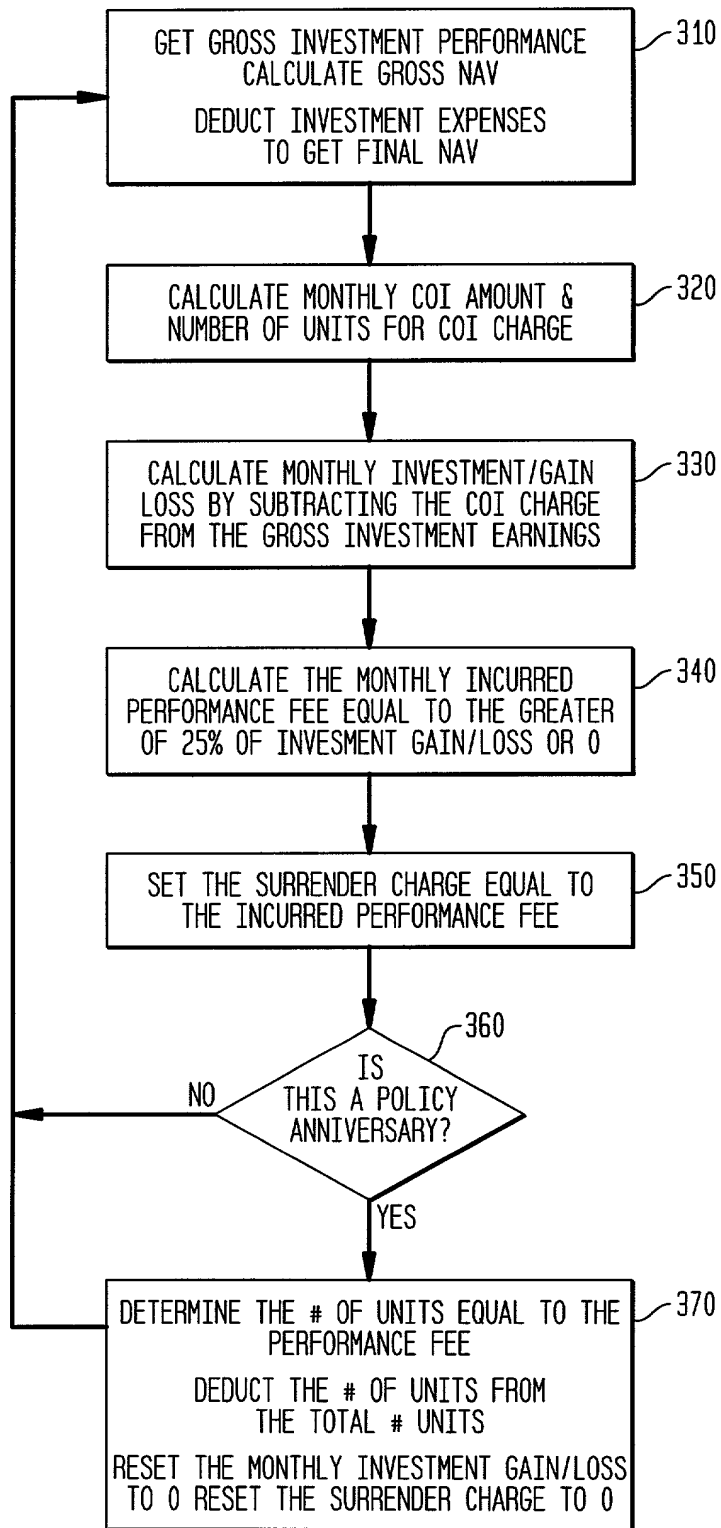 GET GROSS INVESTMENT PERFORMANCE
CALCULATE GROSS NAV
DEDUCT INVESTMENT EXPENSES
TO GET FINAL NAV
310
CALCULATE MONTHLY COI AMOUNT &
NUMBER OF UNITS FOR COI CHARGE
320
CALCULATE MONTHLY INVESTMENT/GAIN
LOSS BY SUBTRACTING THE COI CHARGE
FROM THE GROSS INVESTMENT EARNINGS
330
CALCULATE THE MONTHLY INCURRED
PERFORMANCE FEE EQUAL TO THE GREATER
OF 25% OF INVESMENT GAIN/LOSS OR 0
340
SET THE SURRENDER CHARGE EQUAL TO
THE INCURRED PERFORMANCE FEE
350
IS
THIS A POLICY
ANNIVERSARY?
360
NO
YES
DETERMINE THE # OF UNITS EQUAL TO THE
PERFORMANCE FEE
DEDUCT THE # OF UNITS FROM
THE TOTAL # UNITS
RESET THE MONTHLY INVESTMENT GAIN/LOSS
TO 0 RESET THE SURRENDER CHARGE TO 0
370